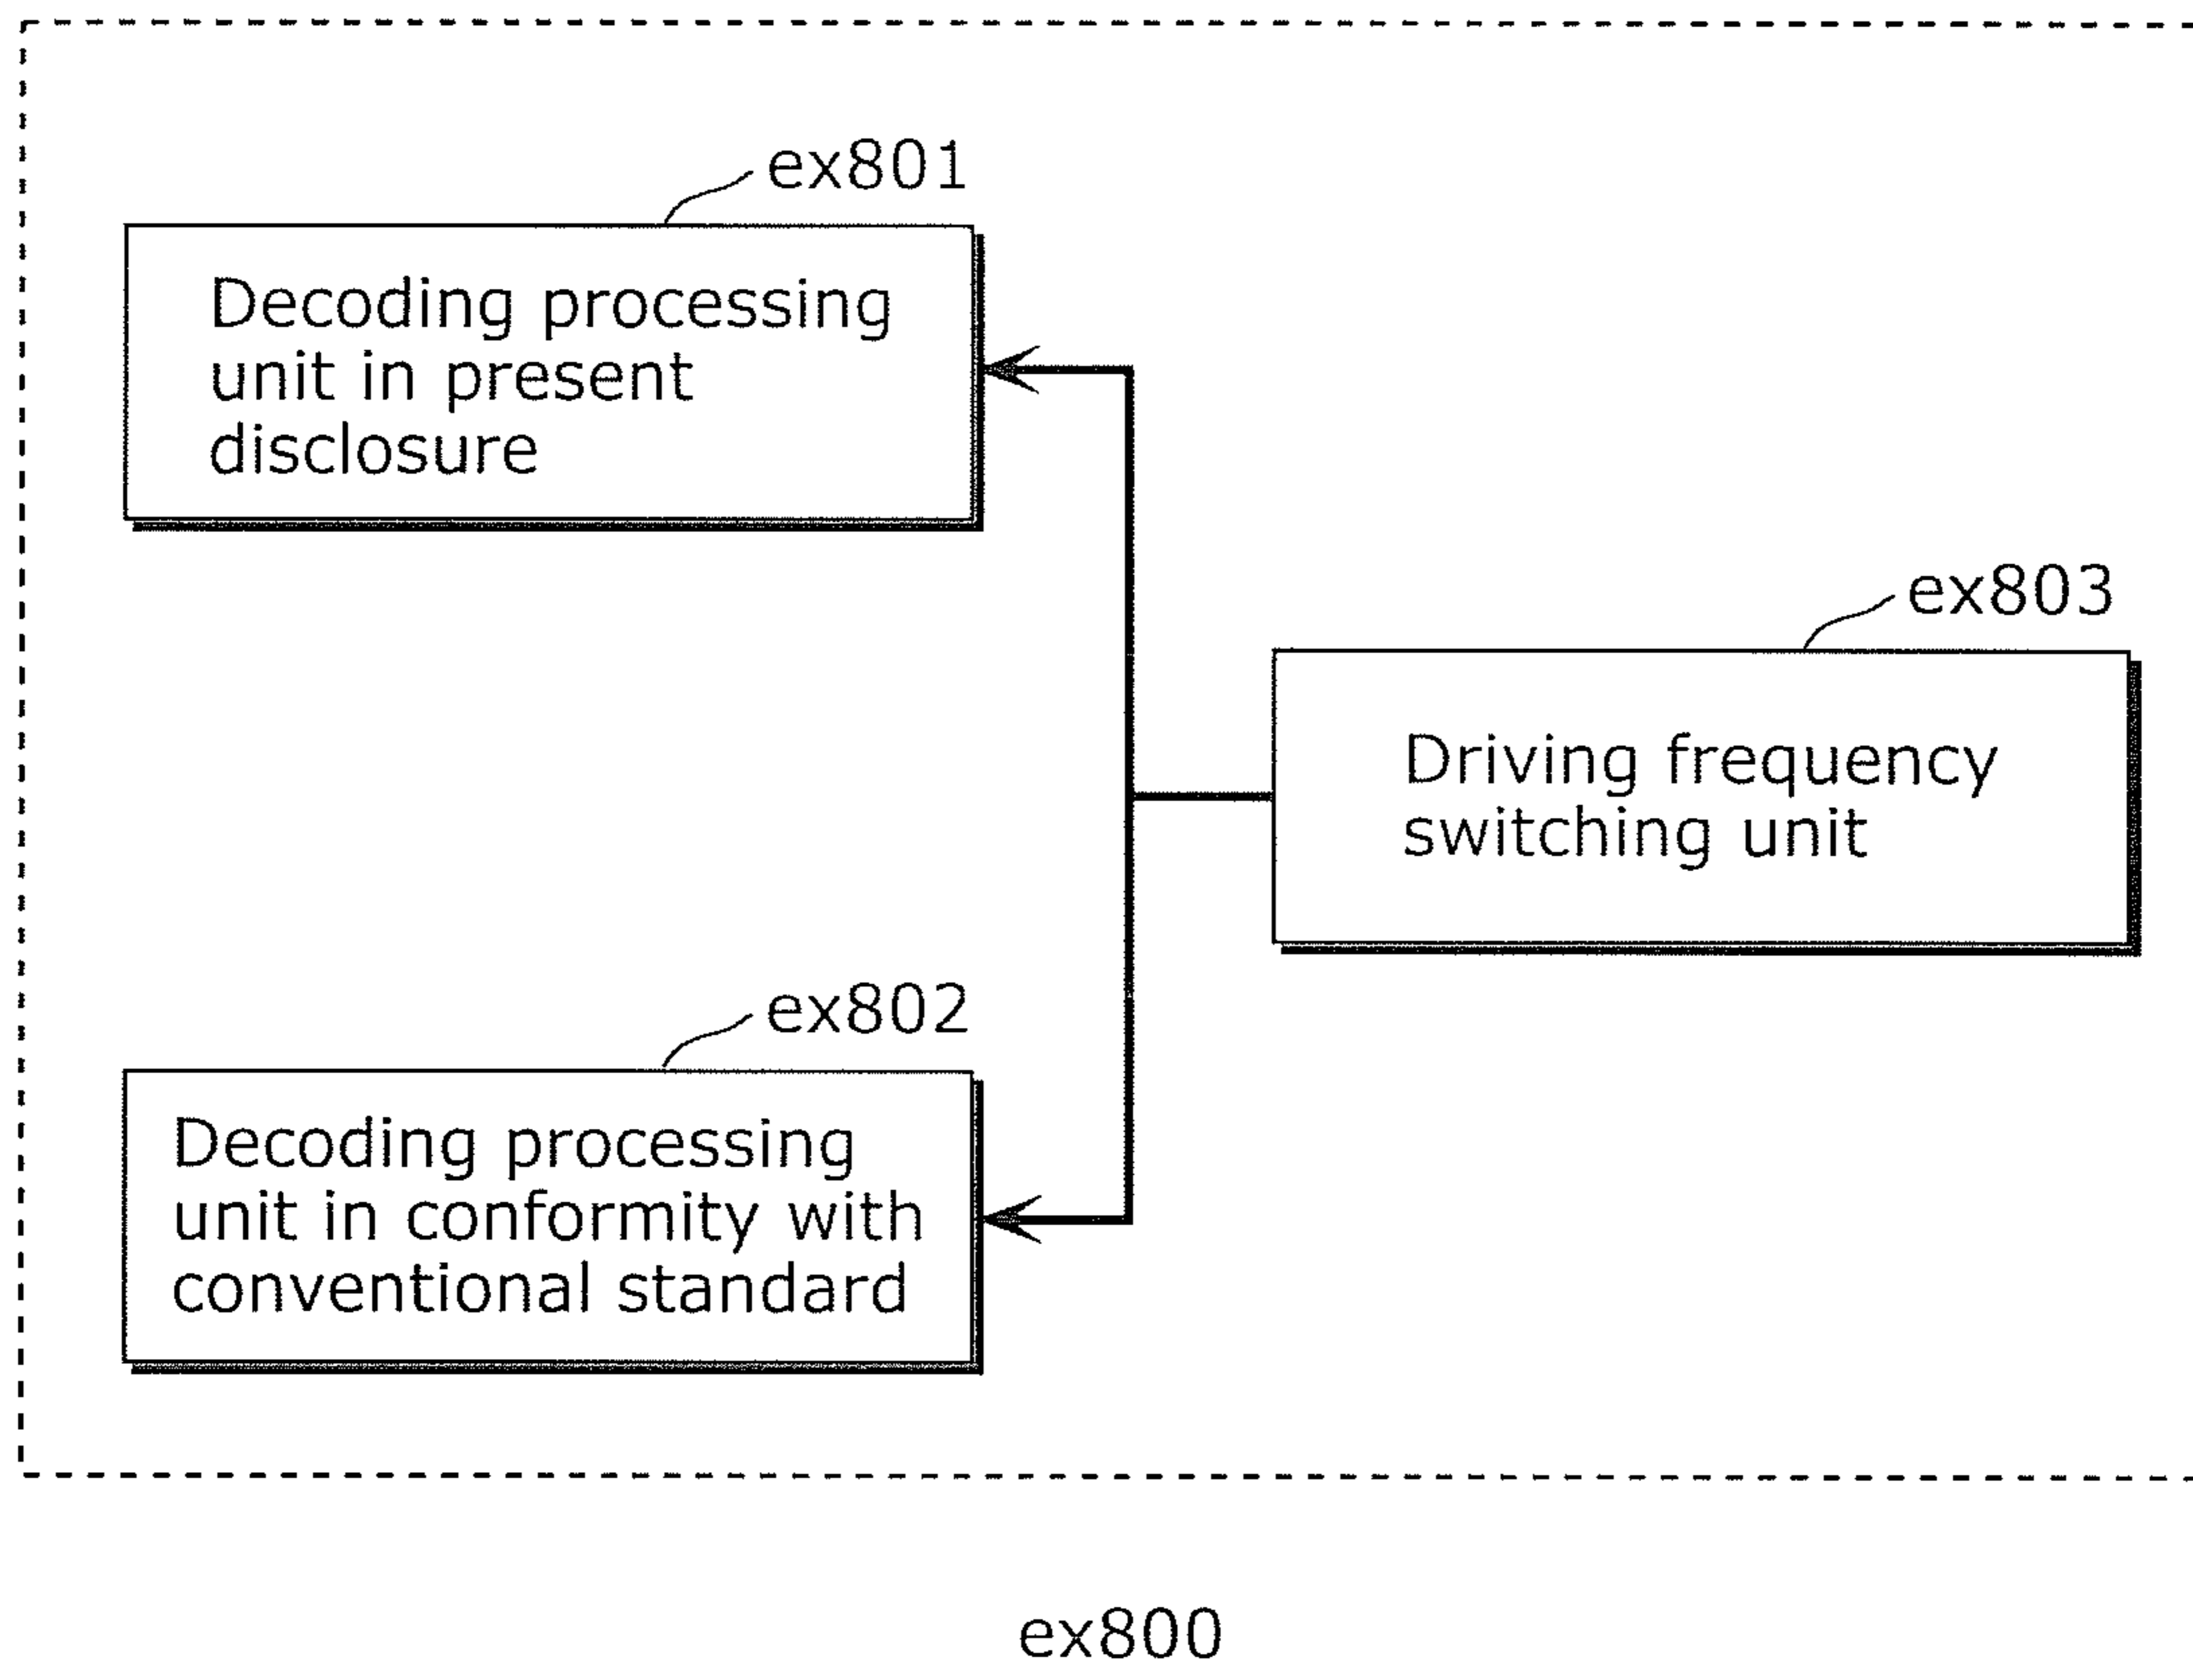 ex801
Decoding processing
unit in present
disclosure
ex803
Driving frequency
switching unit
ex802
Decoding processing
unit in conformity with
conventional standard
ex800